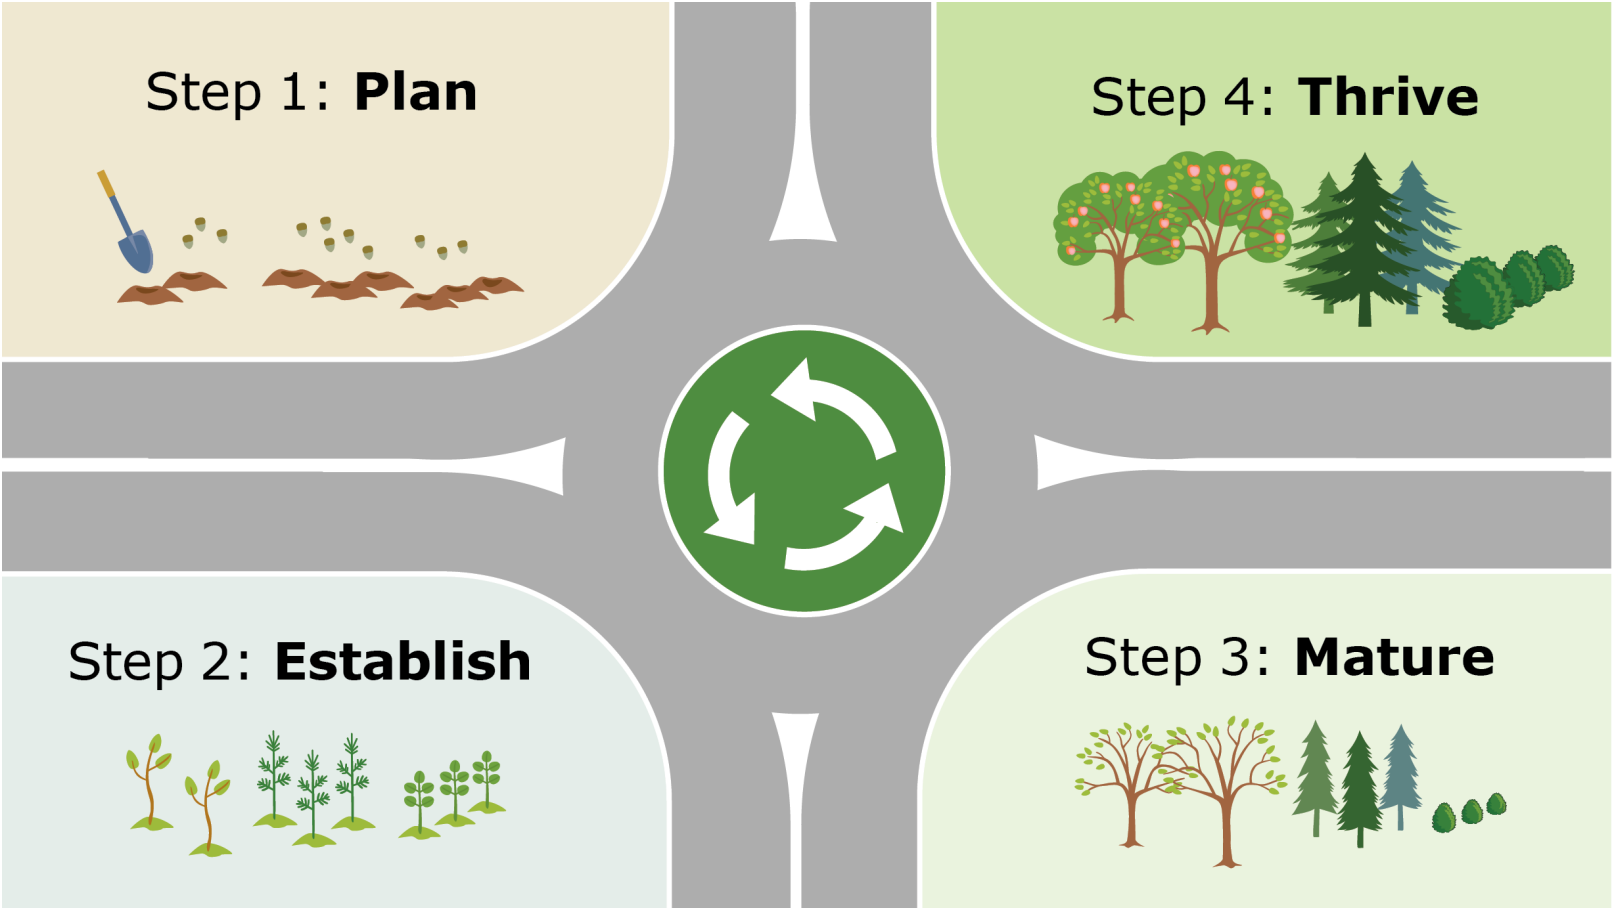 Step 1: Plan
Step 4: Thrive
Step 2: Establish
Step 3: Mature